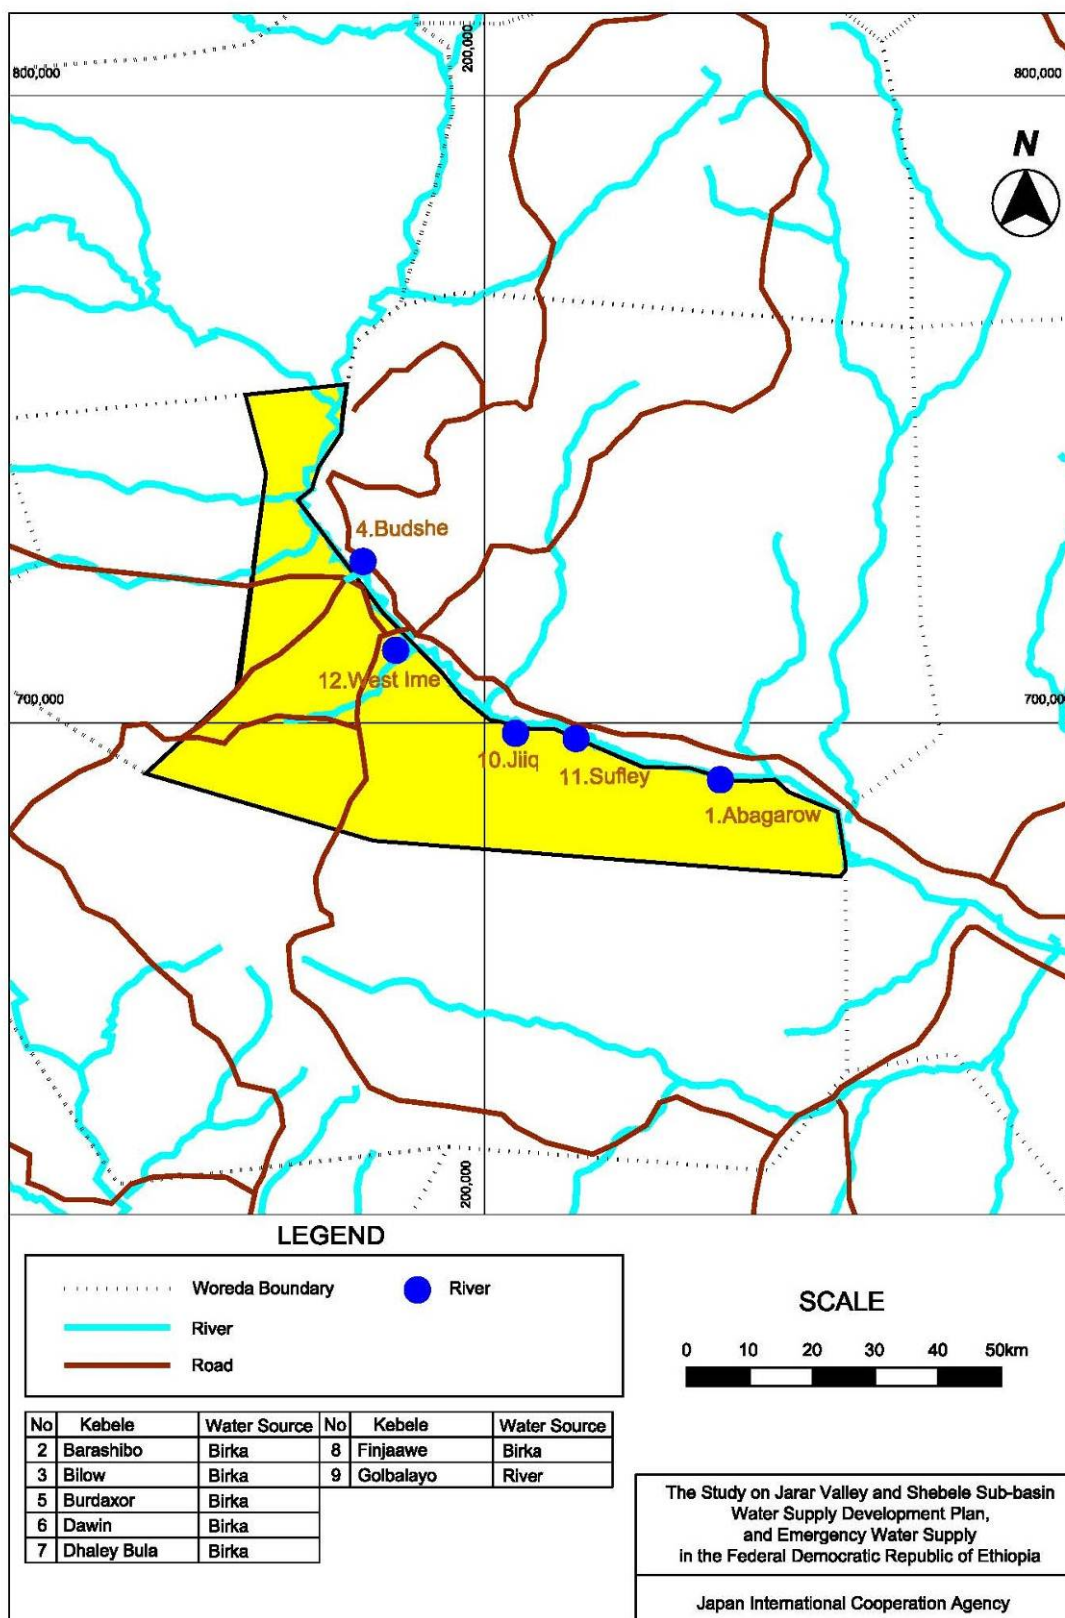 200,000
800,000
800,000
N
4.Budshe
12.West Ime
700,000
700,000
10.Jiiq
11.Sufley
1.Abagarow
200,000
LEGEND
Woreda Boundary
River
River
Road
SCALE
0 10 20 30 40 50km
No Kebele Water Source No Kebele Water Source
2 Barashibo Birka 8 Finjaawe Birka
3 Bilow Birka 9 Golbalayo River
5 Burdaxor Birka
6 Dawin Birka
7 Dhaley Bula Birka
The Study on Jarar Valley and Shebele Sub-basin
Water Supply Development Plan,
and Emergency Water Supply
in the Federal Democratic Republic of Ethiopia
Japan International Cooperation Agency